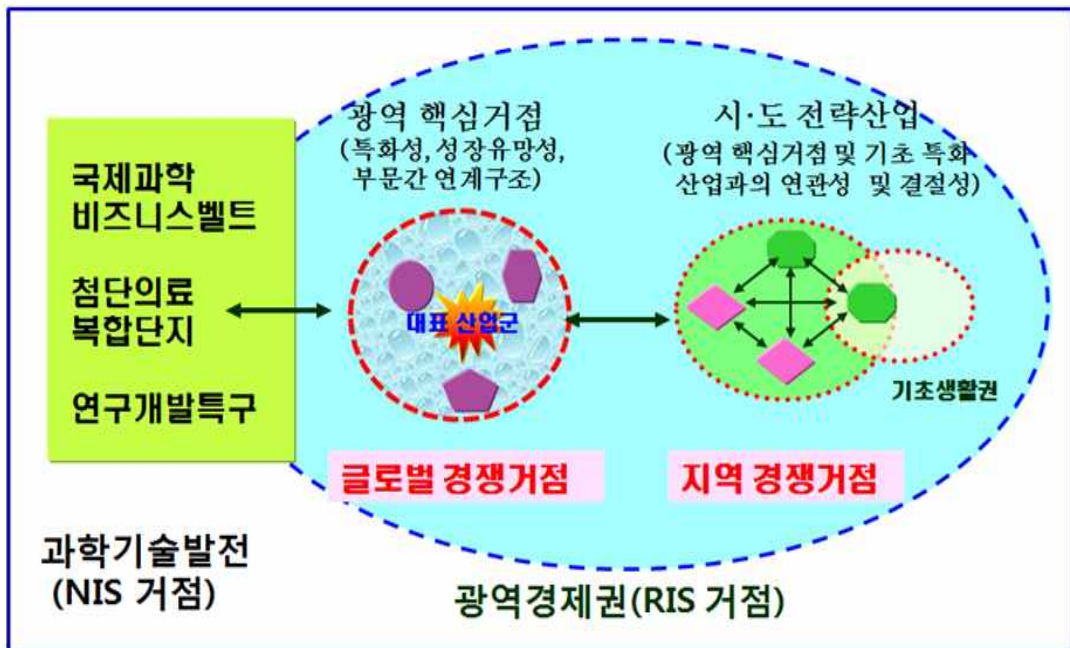 국제과학
비즈니스벨트
첨단의료
복합단지
연구개발특구
과학기술발전
(NIS 거점)
광역 핵심거점
(특화성, 성장유망성,
부문간 연계구조)
대표 산업군
글로벌 경쟁거점
시·도 전략산업
(광역 핵심거점 및 기초 특화
산업과의 연관성 및 결절성)
기초생활권
지역 경쟁거점
광역경제권(RIS 거점)